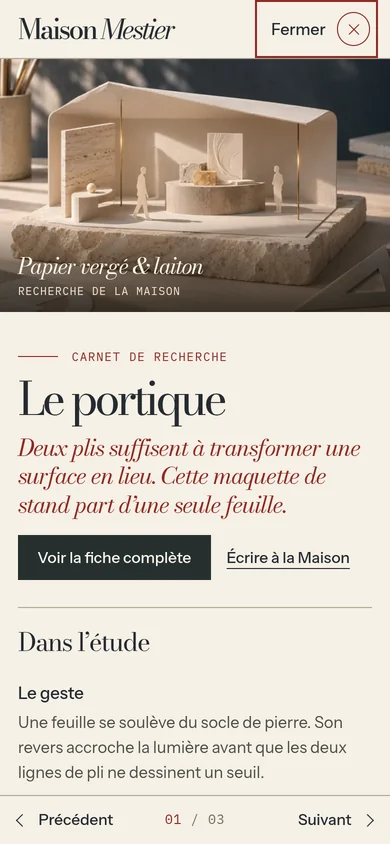 Maison Mestier
Fermer
Papier vergé & laiton
RECHERCHE DE LA MAISON
CARNET DE RECHERCHE
Le portique
Deux plis suffisent à transformer une
surface en lieu. Cette maquette de
stand part d’une seule feuille.
Voir la fiche complète
Écrire à la Maison
Dans l’étude
Le geste
Une feuille se soulève du socle de pierre. Son
revers accroche la lumière avant que les deux
lignes de pli ne dessinent un seuil.
Précédent
01 / 03
Suivant